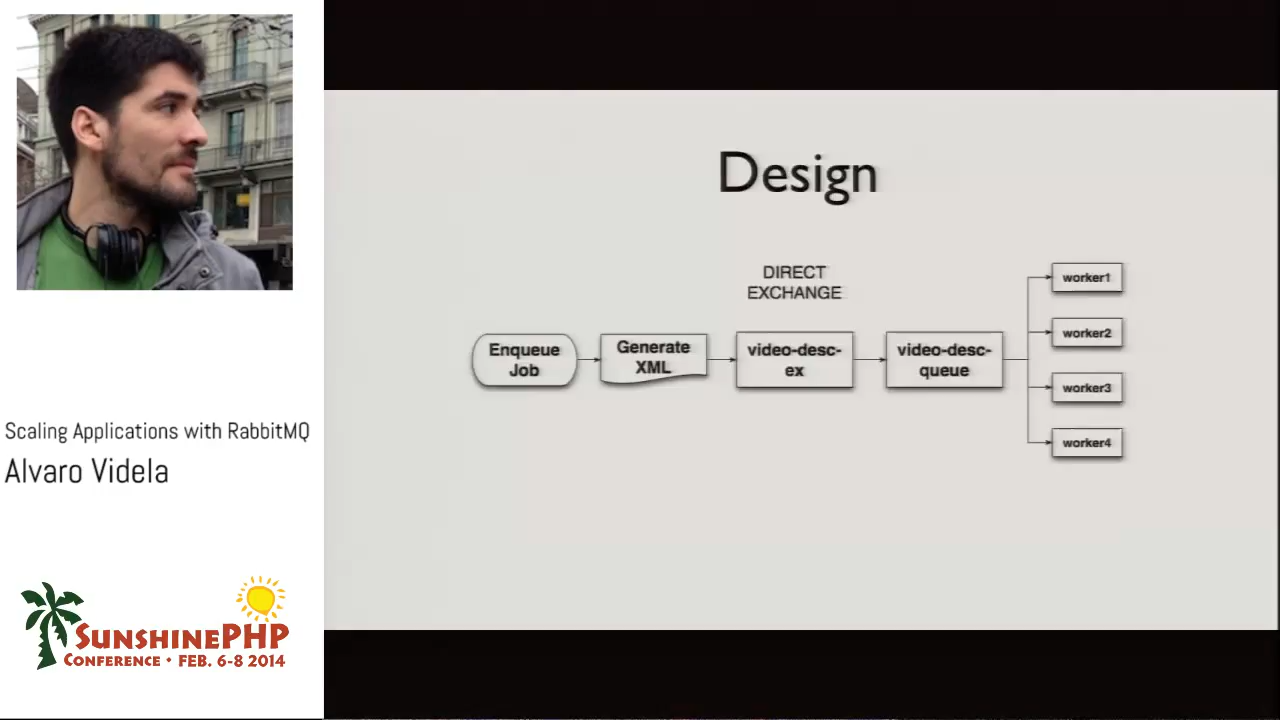 Scaling Applications with RabbitMQ
Alvaro Videla
SUNSHINEPHP
CONFERENCE • FEB. 6-8 2014
Design
DIRECT
EXCHANGE
Enqueue
Job
Generate
XML
video-desc-
ex
video-desc-
queue
worker1
worker2
worker3
worker4